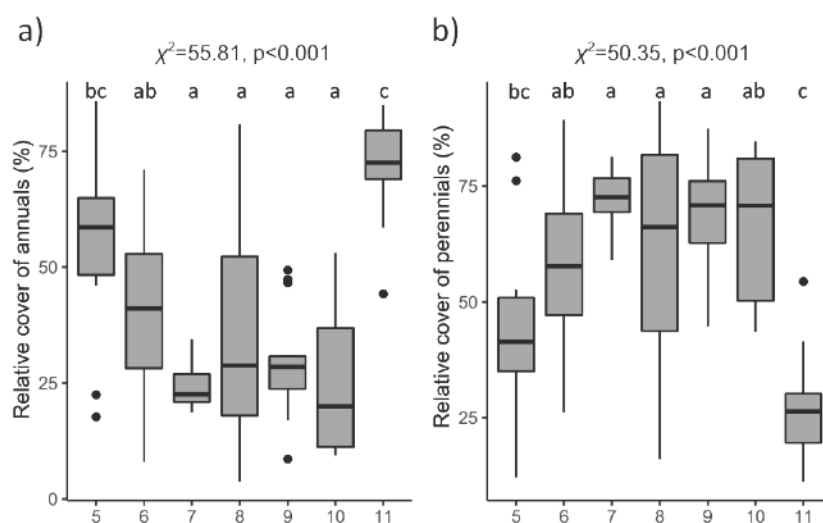 a)
χ²=55.81, p<0.001
bc ab a a a a c
Relative cover of annuals (%)
75
50
25
0
5 6 7 8 9 10 11
b)
χ²=50.35, p<0.001
bc ab a a a ab c
Relative cover of perennials (%)
75
50
25
5 6 7 8 9 10 11